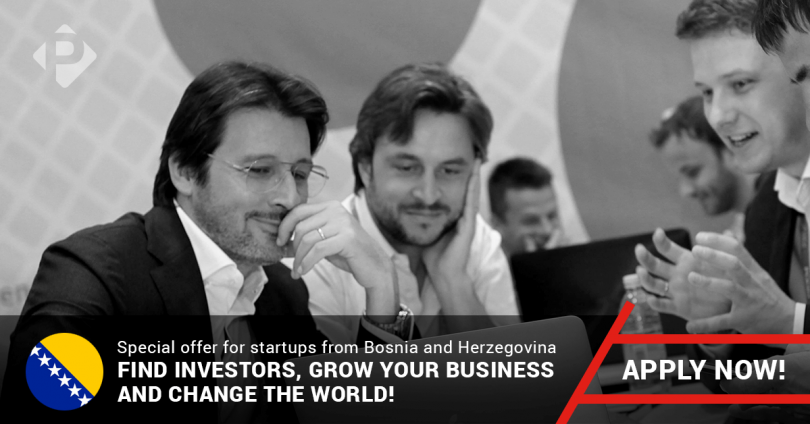 P
Special offer for startups from Bosnia and Herzegovina
FIND INVESTORS, GROW YOUR BUSINESS
AND CHANGE THE WORLD!
APPLY NOW!